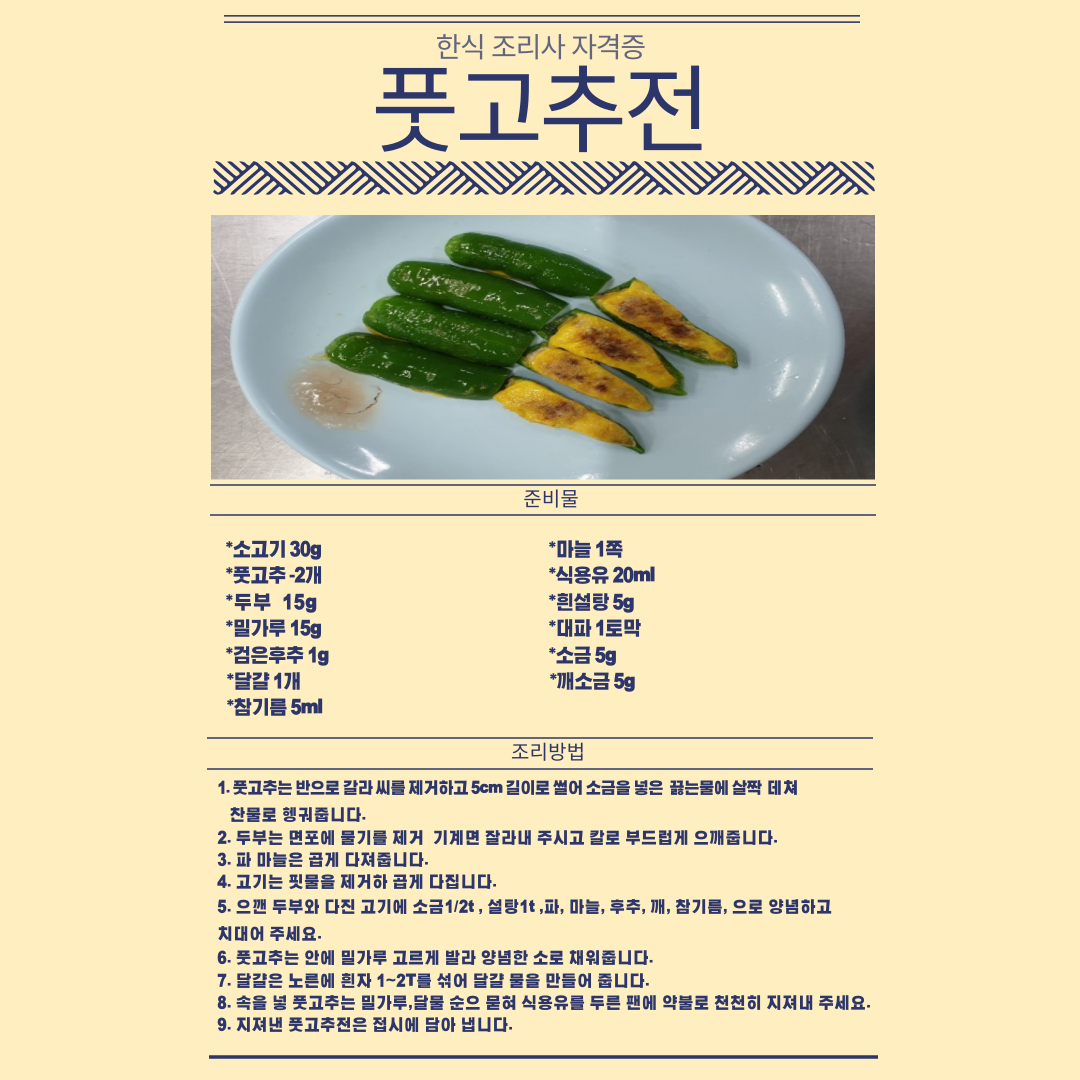 한식 조리사 자격증
풋고추전
준비물
*소고기 30g
*풋고추 -2개
*두부 15g
*밀가루 15g
*검은후추 1g
*달걀 1개
*참기름 5ml
*마늘 1쪽
*식용유 20ml
*흰설탕 5g
*대파 1토막
*소금 5g
*깨소금 5g
조리방법
1. 풋고추는 반으로 갈라 씨를 제거하고 5cm 길이로 썰어 소금을 넣은 끓는물에 살짝 데쳐
찬물로 헹궈줍니다.
2. 두부는 면포에 물기를 제거 기계면 잘라내 주시고 칼로 부드럽게 으깨줍니다.
3. 파 마늘은 곱게 다져줍니다.
4. 고기는 핏물을 제거하 곱게 다집니다.
5. 으깬 두부와 다진 고기에 소금1/2t , 설탕1t ,파, 마늘, 후추, 깨, 참기름, 으로 양념하고
치대어 주세요.
6. 풋고추는 안에 밀가루 고르게 발라 양념한 소로 채워줍니다.
7. 달걀은 노른에 흰자 1~2T를 섞어 달걀 물을 만들어 줍니다.
8. 속을 넣 풋고추는 밀가루,달물 순으 묻혀 식용유를 두른 팬에 약불로 천천히 지져내 주세요.
9. 지져낸 풋고추전은 접시에 담아 냅니다.